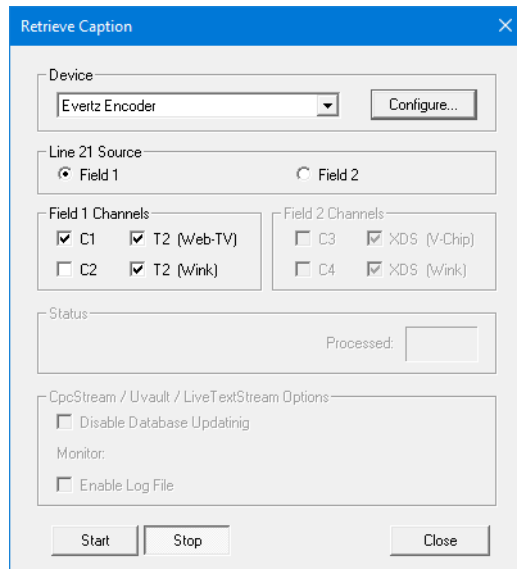 Retrieve Caption
Device
Evertz Encoder
Configure...
Line 21 Source
Field 1
Field 2
Field 1 Channels
Field 2 Channels
C1 T2 (Web-TV)
C3 XDS (V-Chip)
C2 T2 (Wink)
C4 XDS (Wink)
Status
Processed:
CpcStream / Uvault / LiveTextStream Options
Disable Database Updatinig
Monitor:
Enable Log File
Start
Stop
Close